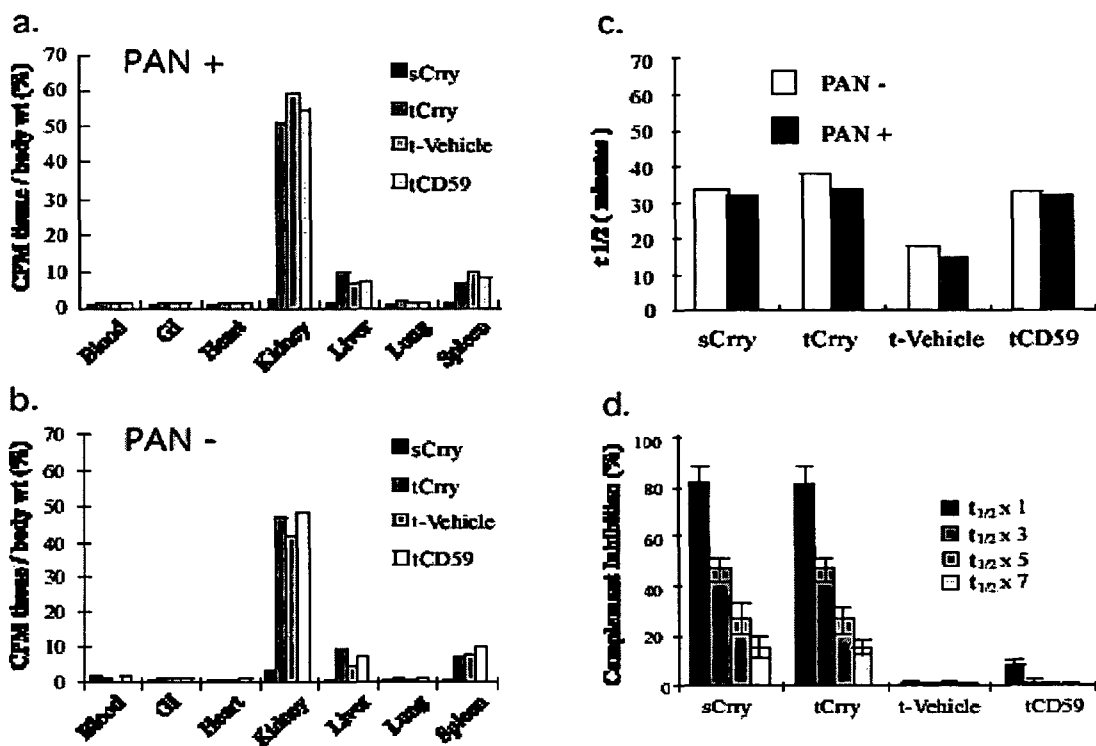 a.
PAN +
CPM tissue / body wt (%)
70
60
50
40
30
20
10
0
sCrry
tCrry
t-Vehicle
tCD59
Blood
GI
Heart
Kidney
Liver
Lung
Spleen
b.
PAN -
CPM tissue / body wt (%)
70
60
50
40
30
20
10
0
sCrry
tCrry
t-Vehicle
tCD59
Blood
GI
Heart
Kidney
Liver
Lung
Spleen
c.
t 1/2 ( minutes )
70
60
50
40
30
20
10
0
PAN -
PAN +
sCrry
tCrry
t-Vehicle
tCD59
d.
Complement Inhibition (%)
100
80
60
40
20
0
t1/2 x 1
t1/2 x 3
t1/2 x 5
t1/2 x 7
sCrry
tCrry
t-Vehicle
tCD59